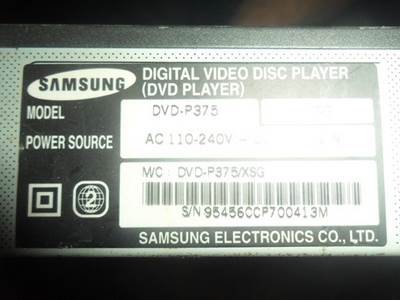 SAMSUNG
DIGITAL VIDEO DISC PLAYER
(DVD PLAYER)
MODEL DVD-P375
POWER SOURCE AC 110-240V ~
M/C : DVD-P375/XSG
2
S/N 95456CCP700413M
SAMSUNG ELECTRONICS CO., LTD.